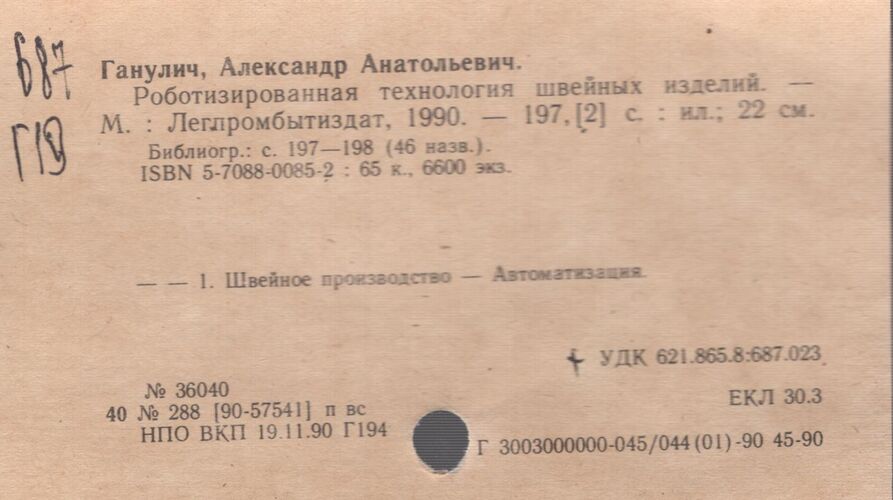 687
Г19
Ганулич, Александр Анатольевич.
Роботизированная технология швейных изделий. —
М. : Легпромбытиздат, 1990. — 197, [2] с. : ил.; 22 см.
Библиогр.: с. 197—198 (46 назв.).
ISBN 5-7088-0085-2 : 65 к., 6600 экз.
— — 1. Швейное производство — Автоматизация.
УДК 621.865.8:687.023
№ 36040
ЕКЛ 30.3
40 № 288 [90-57541] п вс
НПО ВКП 19.11.90 Г194
Г 3003000000-045/044 (01) -90 45-90